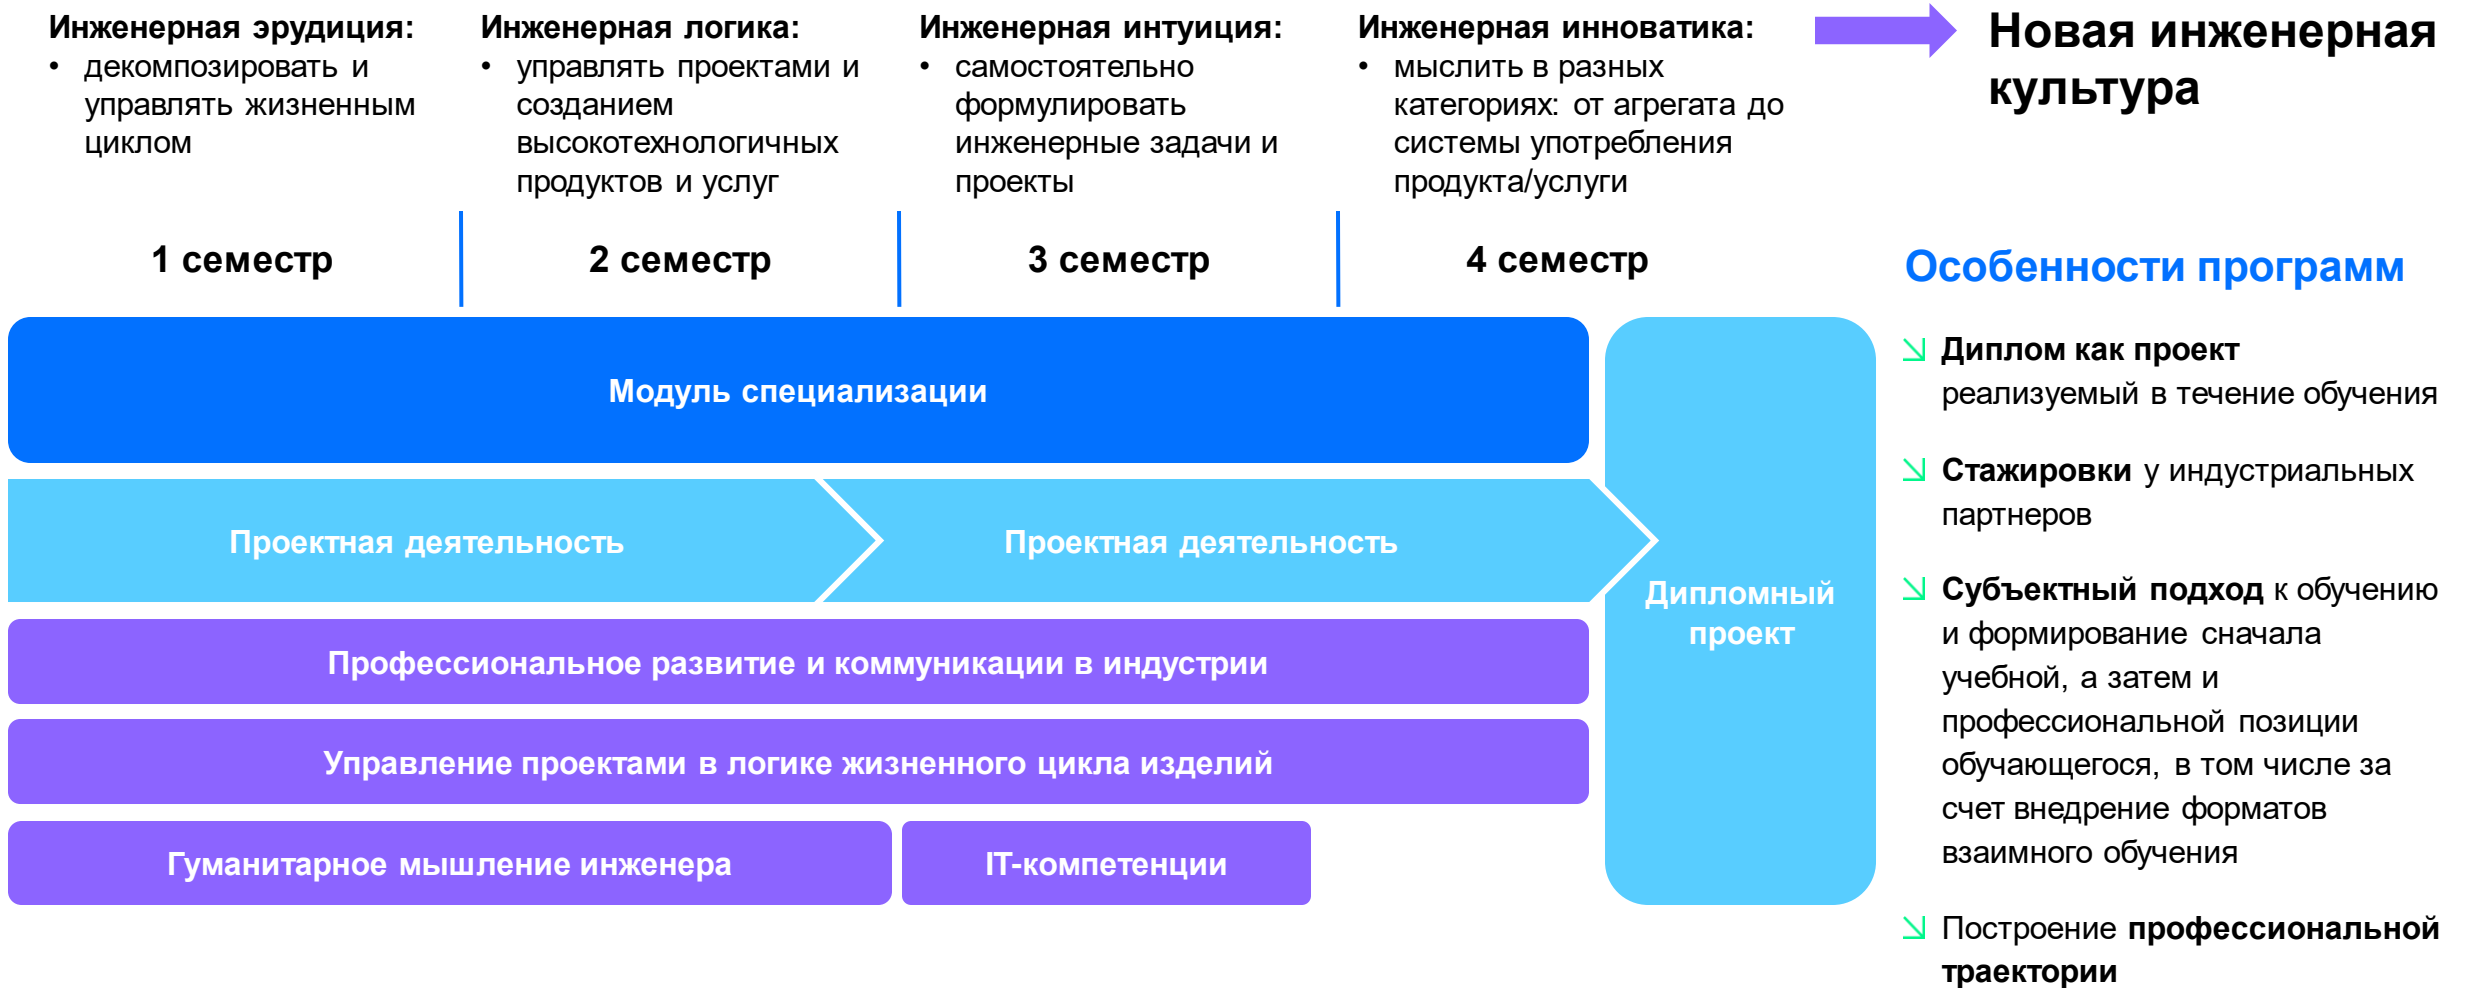 Инженерная эрудиция:
• декомпозировать и
управлять жизненным
циклом
Инженерная логика:
• управлять проектами и
созданием
высокотехнологичных
продуктов и услуг
Инженерная интуиция:
• самостоятельно
формулировать
инженерные задачи и
проекты
Инженерная инноватика:
• мыслить в разных
категориях: от агрегата до
системы употребления
продукта/услуги
Новая инженерная
культура
1 семестр
2 семестр
3 семестр
4 семестр
Модуль специализации
Проектная деятельность
Проектная деятельность
Дипломный
проект
Профессиональное развитие и коммуникации в индустрии
Управление проектами в логике жизненного цикла изделий
Гуманитарное мышление инженера
IT-компетенции
Особенности программ
Диплом как проект
реализуемый в течение обучения
Стажировки у индустриальных
партнеров
Субъектный подход к обучению
и формирование сначала
учебной, а затем и
профессиональной позиции
обучающегося, в том числе за
счет внедрение форматов
взаимного обучения
Построение профессиональной
траектории